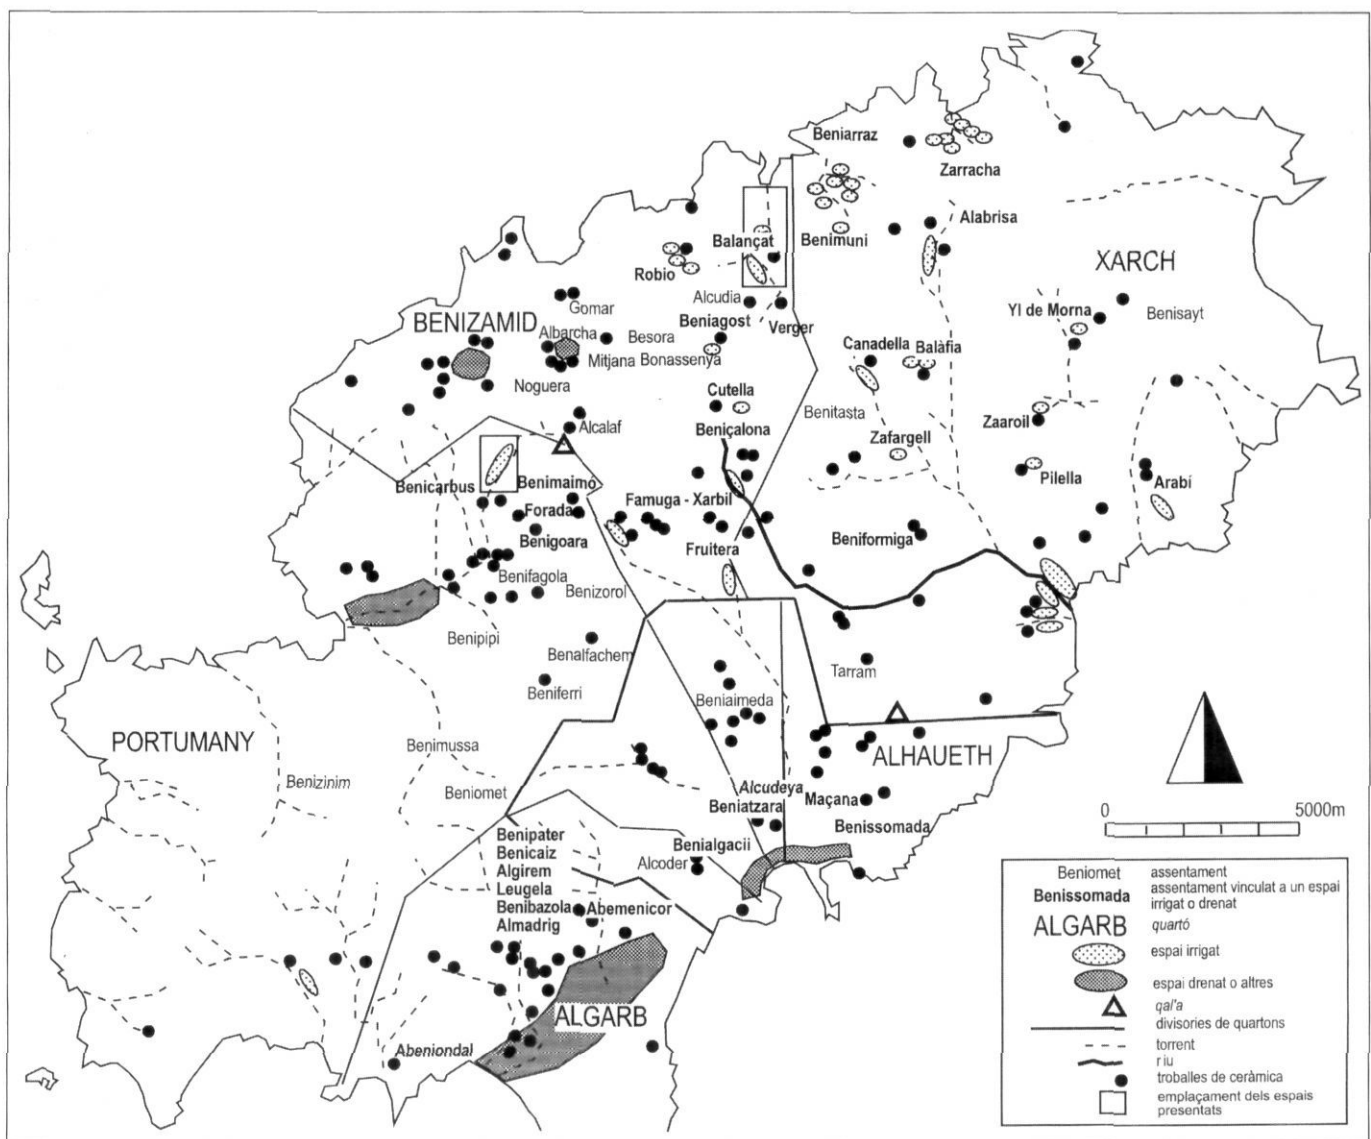 Beniarraz
Zarracha
Alabrisa
Balançat
Benimuni
XARCH
Robio
Gomar
Alcudia
Yl de Morna
Benisayt
BENIZAMID
Albarcha
Besora
Beniagost
Verger
Mitjana Bonassenya
Canadella
Balàfia
Noguera
Cutella
Benitasta
Alcalaf
Zaaroil
Beniçalona
Zafargell
Benicarbus
Benimaimó
Pilella
Arabí
Forada
Famuga - Xarbil
Benigoara
Fruitera
Beniformiga
Benifagola
Benizorol
Benipipi
Benalfachem
Tarram
Beniferri
Beniaimeda
PORTUMANY
Benimussa
ALHAUETH
Benizinim
Beniomet
Alcudeya
Maçana
Beniatzara
Benissomada
Benipater
Benicaiz
Algirem
Leugela
Benibazola
Almadrig
Benialgacii
Alcoder
Abemenicor
ALGARB
Abeniondal
0 5000m
Beniomet assentament
Benissomada assentament vinculat a un espai
irrigat o drenat
ALGARB quartó
espai irrigat
espai drenat o altres
qal'a
divisories de quartons
torrent
riu
troballes de ceràmica
emplaçament dels espais
presentats